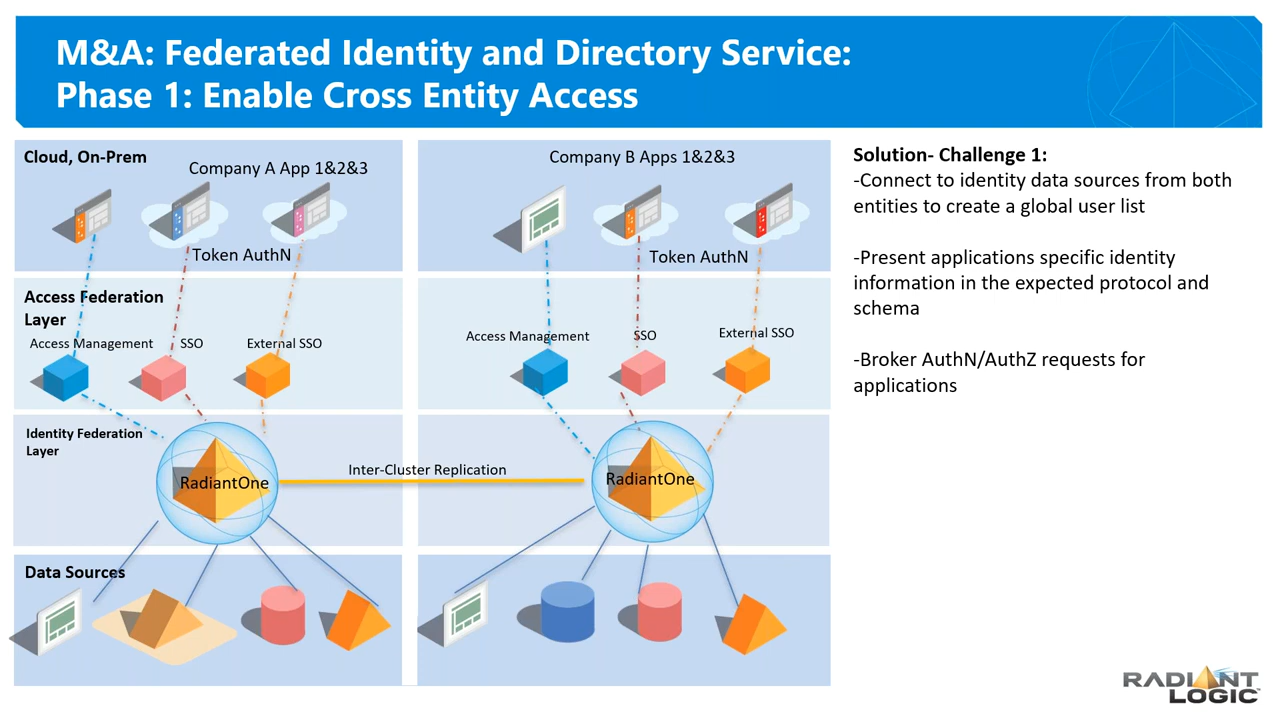 M&A: Federated Identity and Directory Service:
Phase 1: Enable Cross Entity Access
Cloud, On-Prem
Company A App 1&2&3
Token AuthN
Company B Apps 1&2&3
Token AuthN
Access Federation
Layer
Access Management
SSO
External SSO
Access Management
SSO
External SSO
Identity Federation
Layer
RadiantOne
Inter-Cluster Replication
RadiantOne
Data Sources
Solution- Challenge 1:
-Connect to identity data sources from both
entities to create a global user list
-Present applications specific identity
information in the expected protocol and
schema
-Broker AuthN/AuthZ requests for
applications
RADIANT
LOGIC